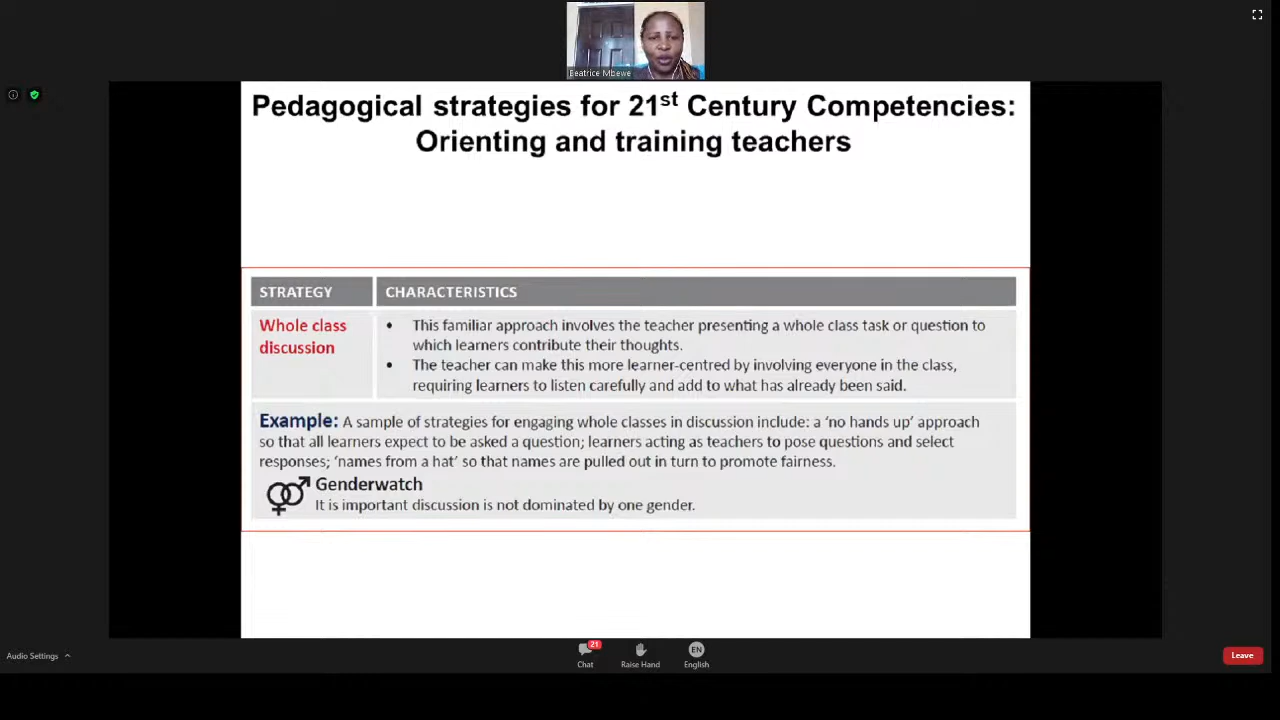 Beatrice Mbewe
Pedagogical strategies for 21st Century Competencies:
Orienting and training teachers
STRATEGY
CHARACTERISTICS
Whole class
discussion
• This familiar approach involves the teacher presenting a whole class task or question to
which learners contribute their thoughts.
• The teacher can make this more learner-centred by involving everyone in the class,
requiring learners to listen carefully and add to what has already been said.
Example: A sample of strategies for engaging whole classes in discussion include: a ‘no hands up’ approach
so that all learners expect to be asked a question; learners acting as teachers to pose questions and select
responses; ‘names from a hat’ so that names are pulled out in turn to promote fairness.
Genderwatch
It is important discussion is not dominated by one gender.
Audio Settings
21
Chat
Raise Hand
EN
English
Leave